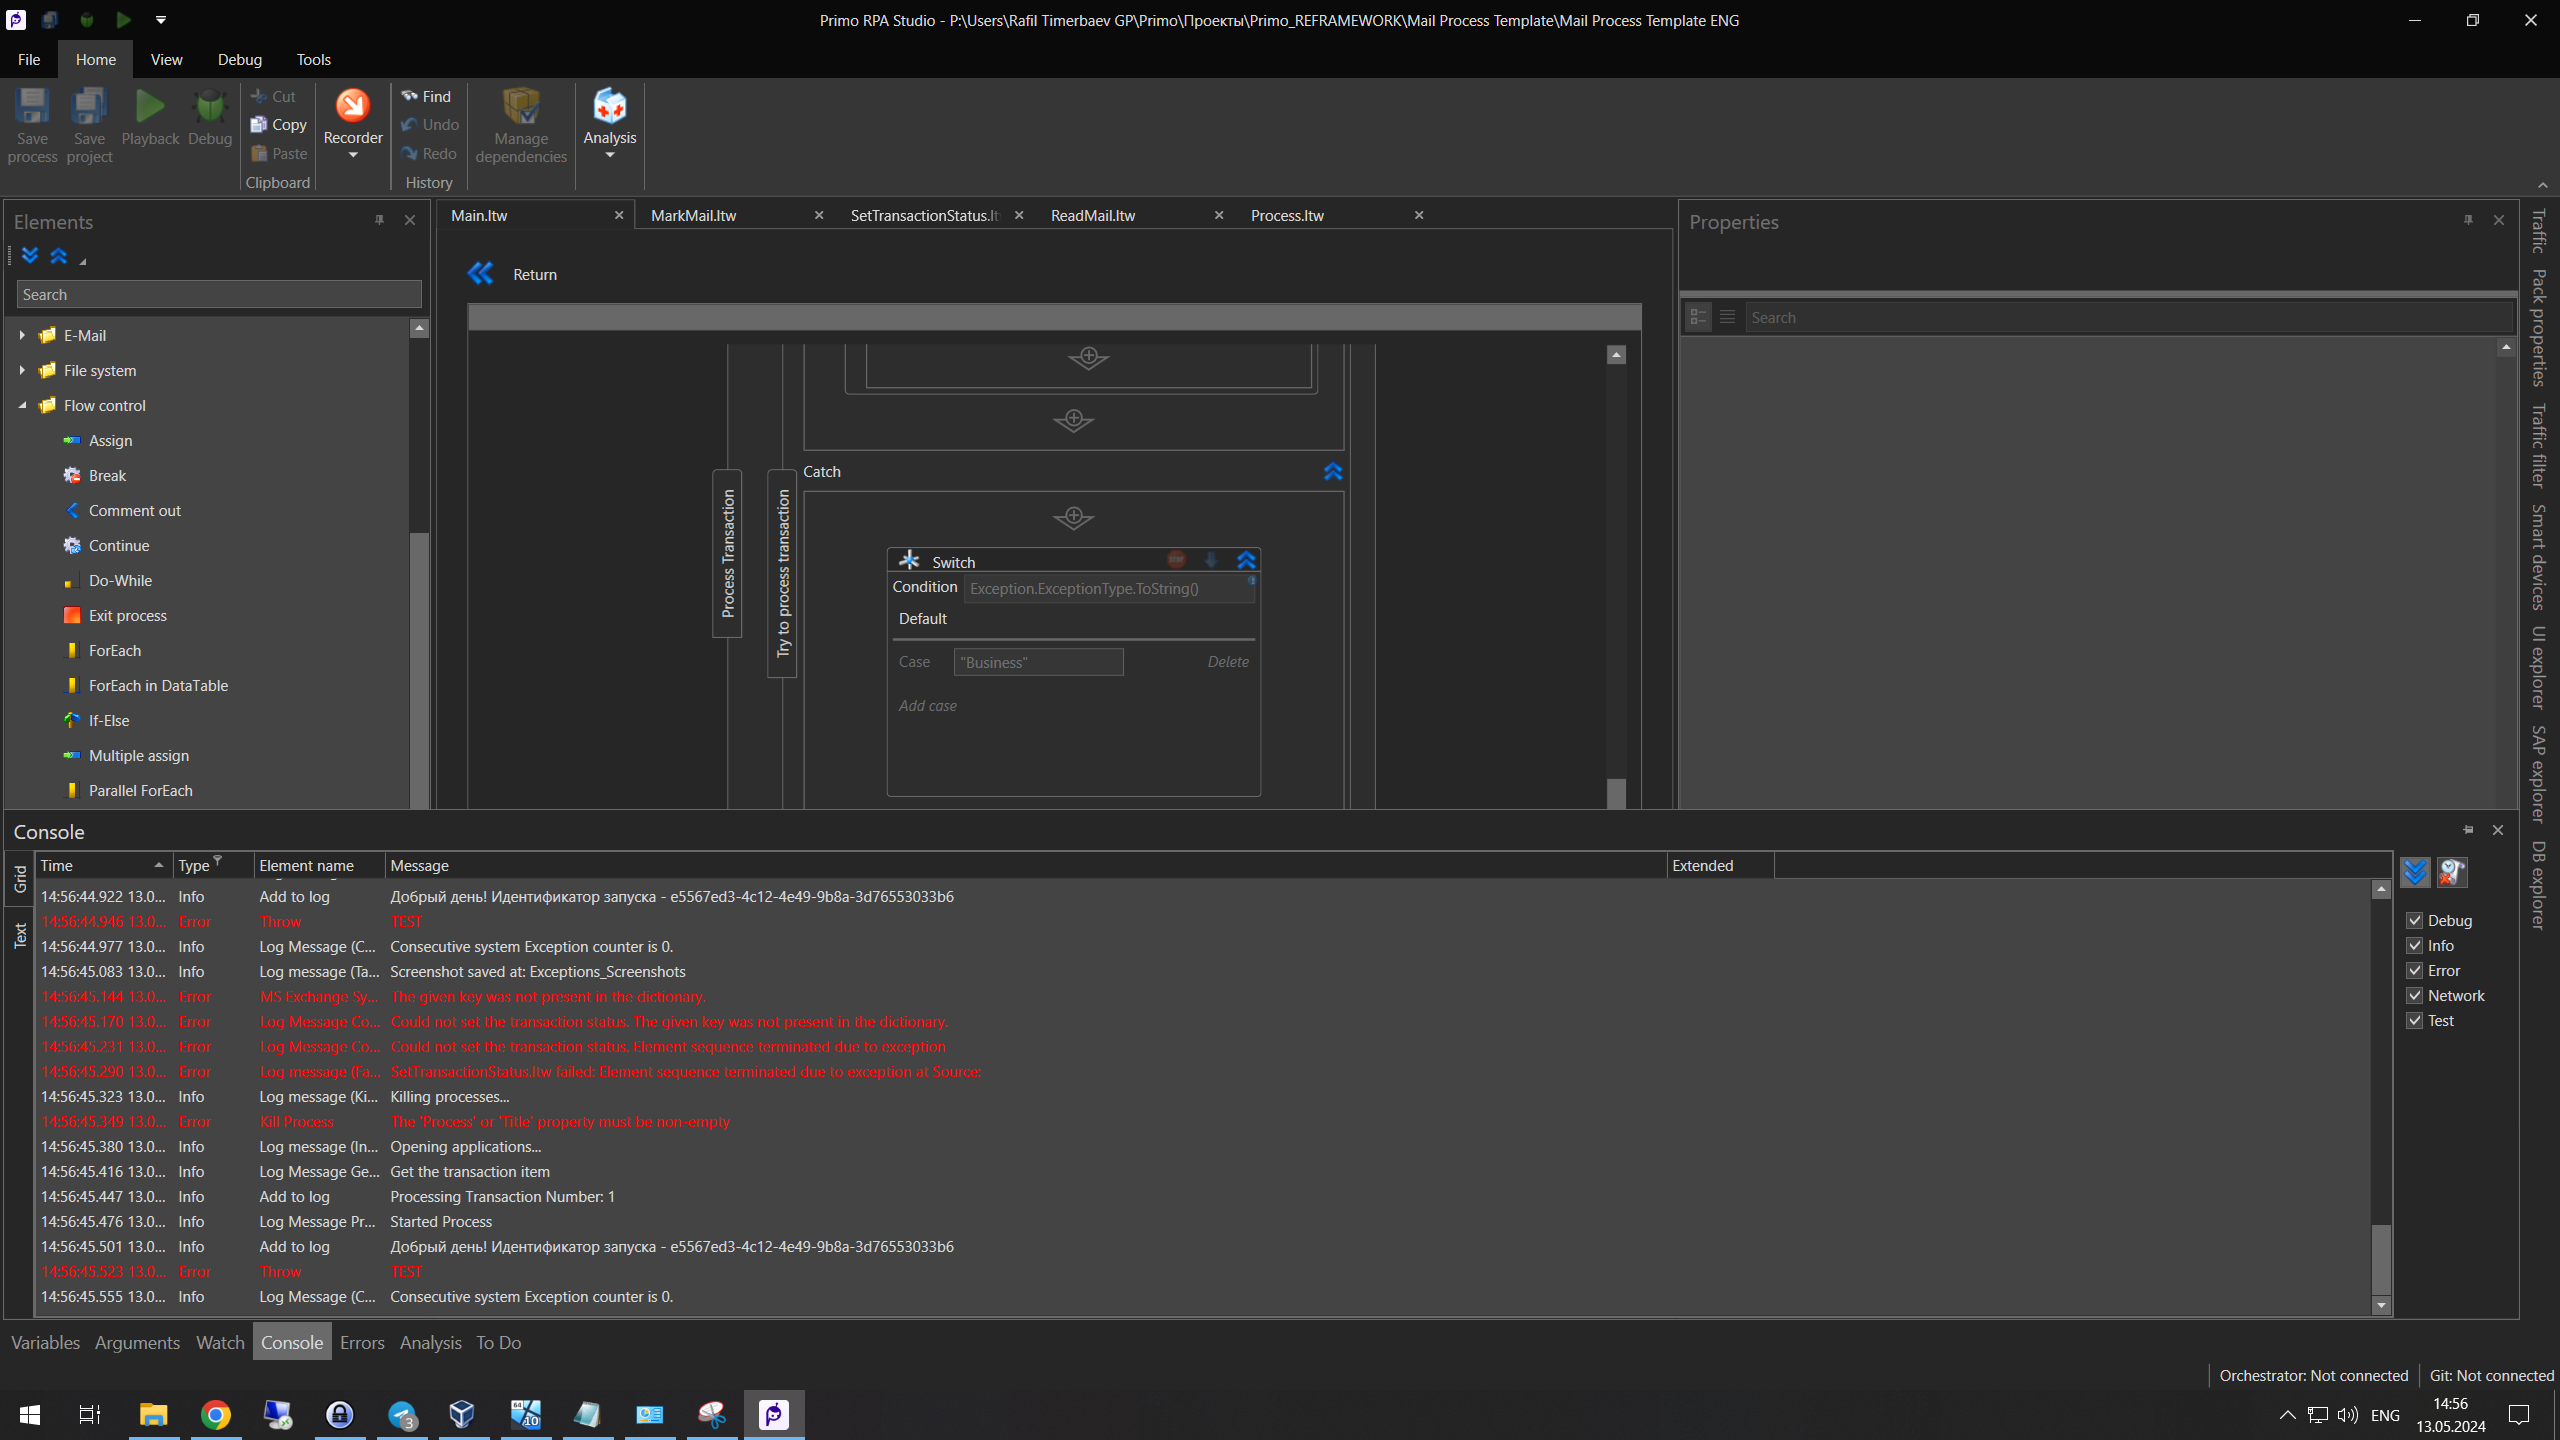 Primo RPA Studio - P:\Users\Rafil Timerbaev GP\Primo\Проекты\Primo_REFRAMEWORK\Mail Process Template\Mail Process Template ENG
File Home View Debug Tools
Save process
Save project
Playback
Debug
Cut
Copy
Paste
Clipboard
Recorder
Find
Undo
Redo
History
Manage dependencies
Analysis
Elements
Search
E-Mail
File system
Flow control
Assign
Break
Comment out
Continue
Do-While
Exit process
ForEach
ForEach in DataTable
If-Else
Multiple assign
Parallel ForEach
Main.ltw
MarkMail.ltw
SetTransactionStatus.lt
ReadMail.ltw
Process.ltw
Return
Process Transaction
Try to process transaction
Catch
Switch
Condition Exception.ExceptionType.ToString()
Default
Case "Business" Delete
Add case
Properties
Search
Traffic
Pack properties
Traffic filter
Smart devices
UI explorer
SAP explorer
DB explorer
Console
Grid
Text
Time Type Element name Message Extended
14:56:44.922 13.0... Info Add to log Добрый день! Идентификатор запуска - e5567ed3-4c12-4e49-9b8a-3d76553033b6
14:56:44.946 13.0... Error Throw TEST
14:56:44.977 13.0... Info Log Message (C... Consecutive system Exception counter is 0.
14:56:45.083 13.0... Info Log message (Ta... Screenshot saved at: Exceptions_Screenshots
14:56:45.144 13.0... Error MS Exchange Sy... The given key was not present in the dictionary.
14:56:45.170 13.0... Error Log Message Co... Could not set the transaction status. The given key was not present in the dictionary.
14:56:45.231 13.0... Error Log Message Co... Could not set the transaction status. Element sequence terminated due to exception
14:56:45.290 13.0... Error Log message (Fa... SetTransactionStatus.ltw failed: Element sequence terminated due to exception at Source:
14:56:45.323 13.0... Info Log message (Ki... Killing processes...
14:56:45.349 13.0... Error Kill Process The 'Process' or 'Title' property must be non-empty
14:56:45.380 13.0... Info Log message (In... Opening applications...
14:56:45.416 13.0... Info Log Message Ge... Get the transaction item
14:56:45.447 13.0... Info Add to log Processing Transaction Number: 1
14:56:45.476 13.0... Info Log Message Pr... Started Process
14:56:45.501 13.0... Info Add to log Добрый день! Идентификатор запуска - e5567ed3-4c12-4e49-9b8a-3d76553033b6
14:56:45.523 13.0... Error Throw TEST
14:56:45.555 13.0... Info Log Message (C... Consecutive system Exception counter is 0.
Debug
Info
Error
Network
Test
Variables Arguments Watch Console Errors Analysis To Do
Orchestrator: Not connected Git: Not connected
3
64
10
ENG
14:56
13.05.2024